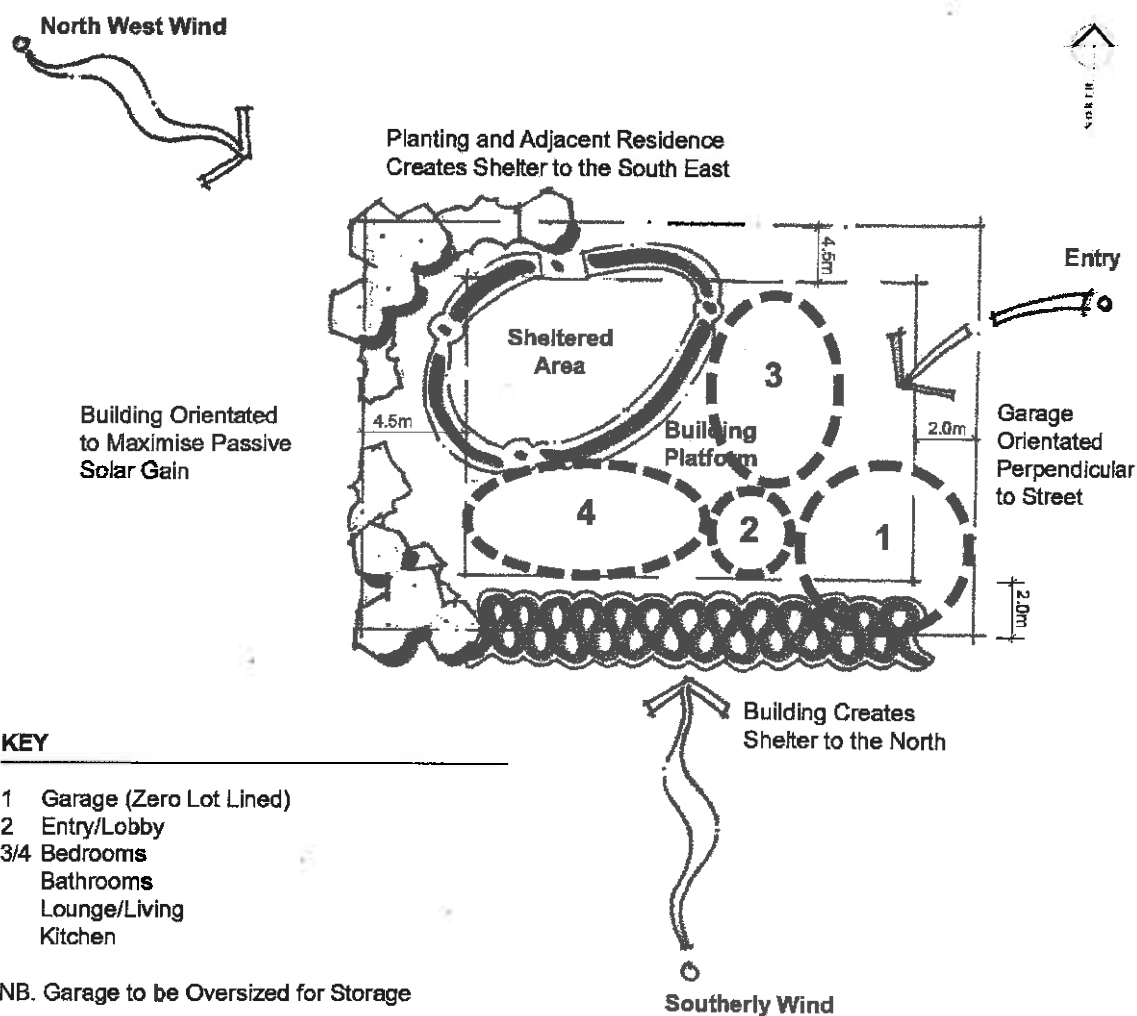 North West Wind
NORTH
Planting and Adjacent Residence
Creates Shelter to the South East
4.5m
Entry
Sheltered
Area
3
Building Orientated
to Maximise Passive
Solar Gain
4.5m
Building
Platform
2.0m
Garage
Orientated
Perpendicular
to Street
4
2
1
2.0m
Building Creates
Shelter to the North
KEY
1 Garage (Zero Lot Lined)
2 Entry/Lobby
3/4 Bedrooms
Bathrooms
Lounge/Living
Kitchen
NB. Garage to be Oversized for Storage
Southerly Wind